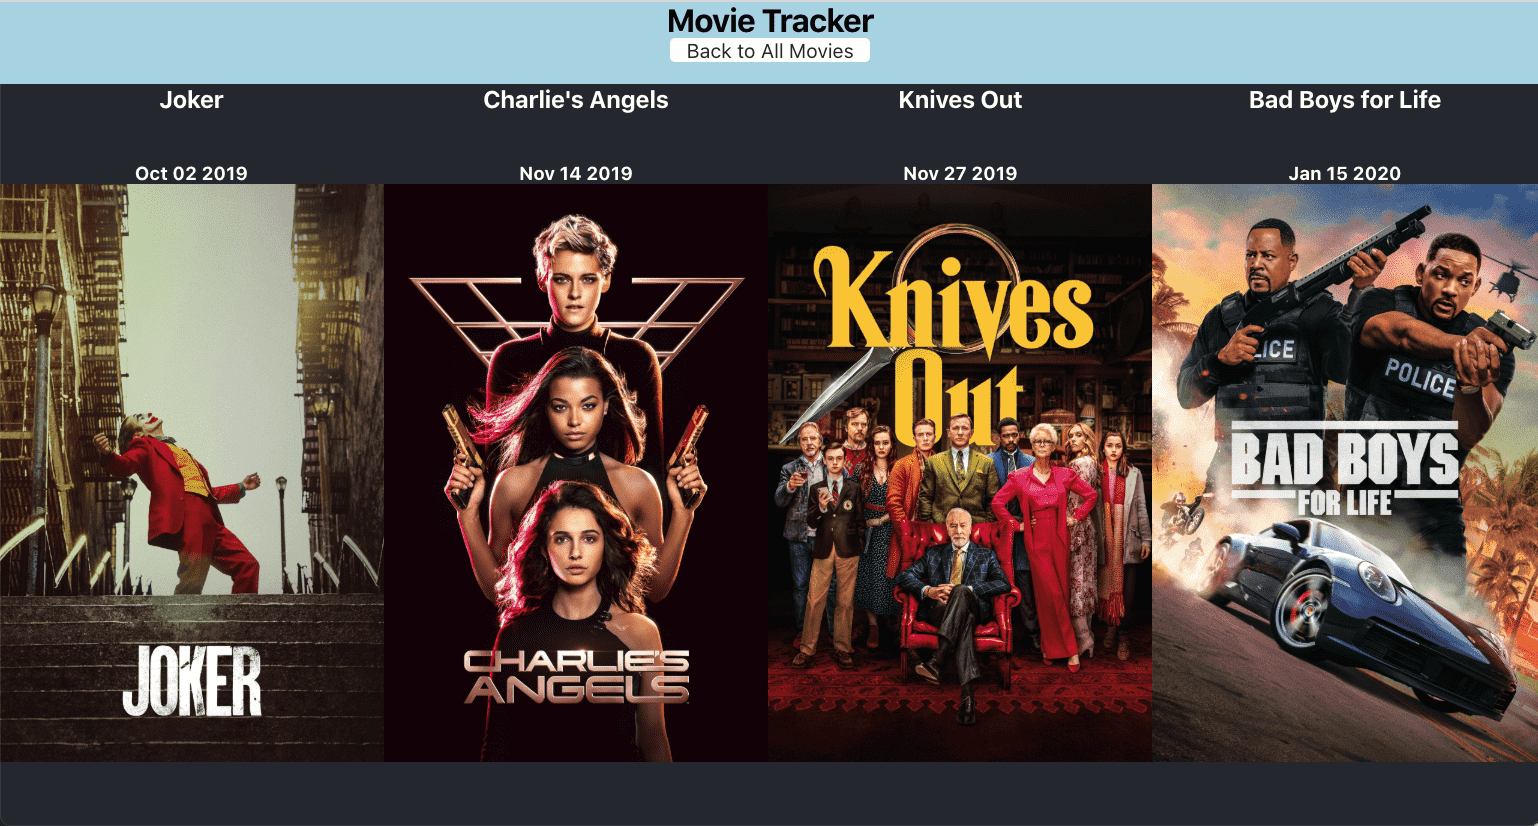 Movie Tracker
Back to All Movies
Joker
Charlie's Angels
Knives Out
Bad Boys for Life
Oct 02 2019
Nov 14 2019
Nov 27 2019
Jan 15 2020
JOKER
CHARLIE'S
ANGELS
Knives
Out
LICE
POLICE
BAD BOYS
FOR LIFE